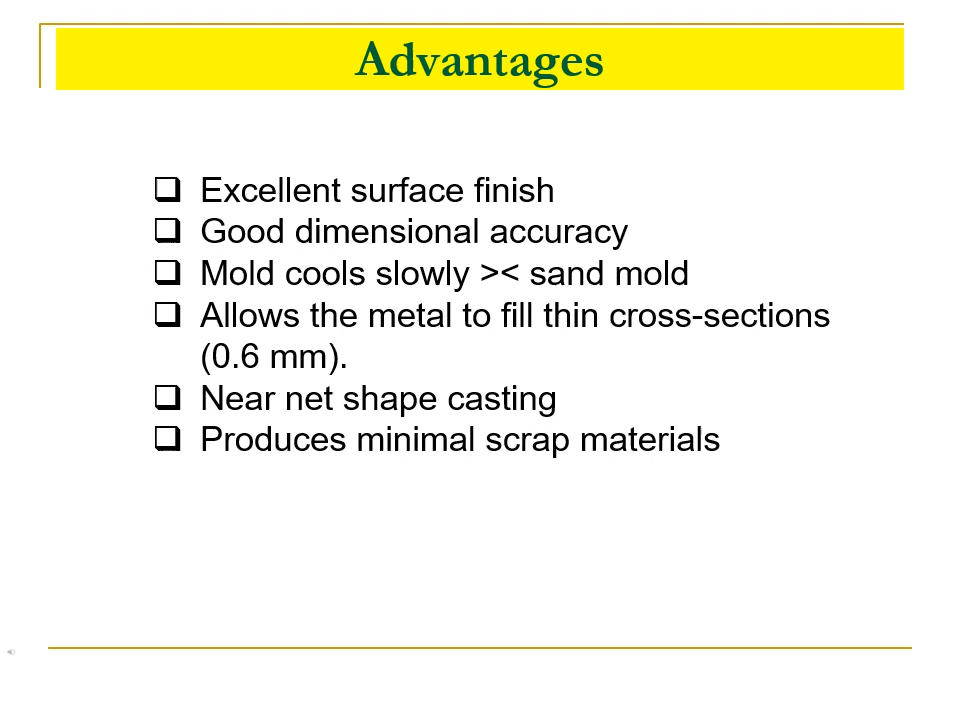 Advantages
❑ Excellent surface finish
❑ Good dimensional accuracy
❑ Mold cools slowly >< sand mold
❑ Allows the metal to fill thin cross-sections
(0.6 mm).
❑ Near net shape casting
❑ Produces minimal scrap materials